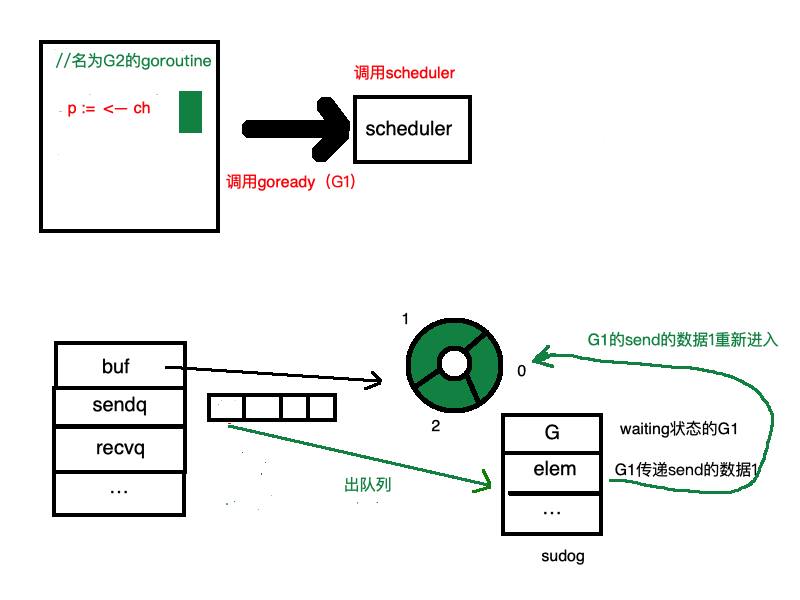 //名为G2的goroutine
p := <— ch
调用scheduler
scheduler
调用goready（G1）
buf
sendq
recvq
...
1
0
2
G1的send的数据1重新进入
出队列
G
elem
...
waiting状态的G1
G1传递send的数据1
sudog